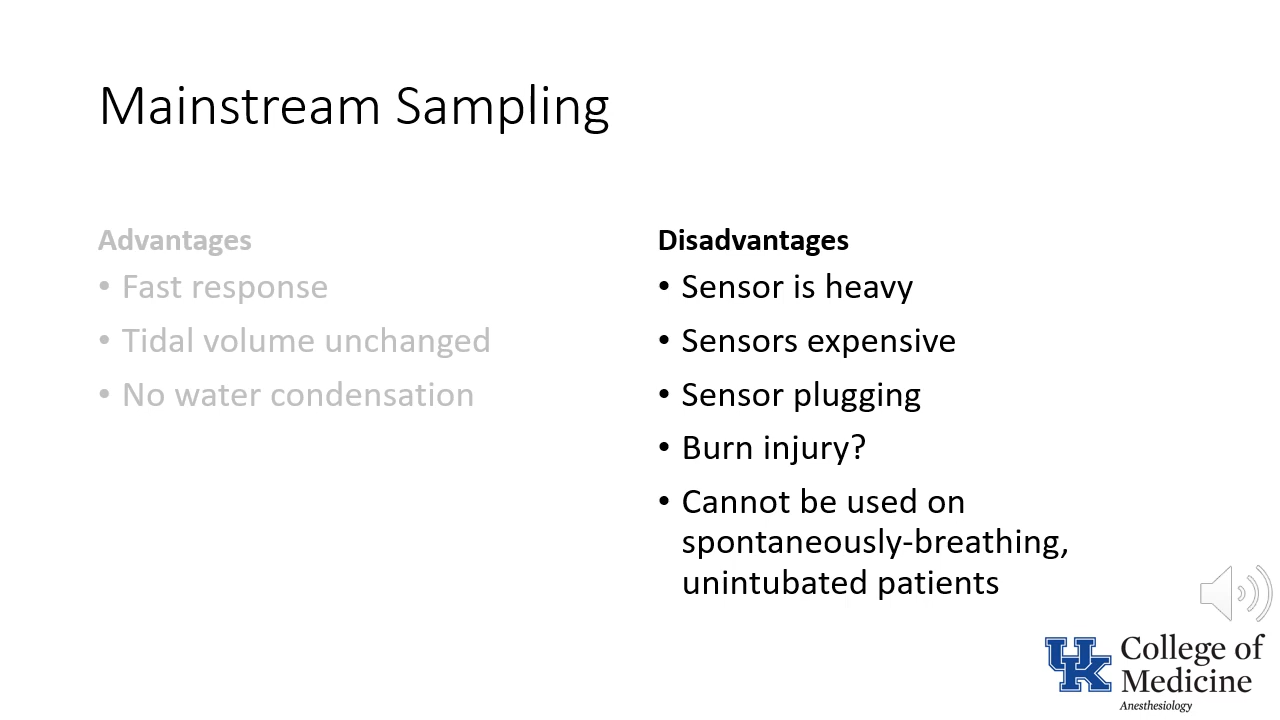 Mainstream Sampling
Advantages
• Fast response
• Tidal volume unchanged
• No water condensation
Disadvantages
• Sensor is heavy
• Sensors expensive
• Sensor plugging
• Burn injury?
• Cannot be used on
spontaneously-breathing,
unintubated patients
UK
College of
Medicine
Anesthesiology